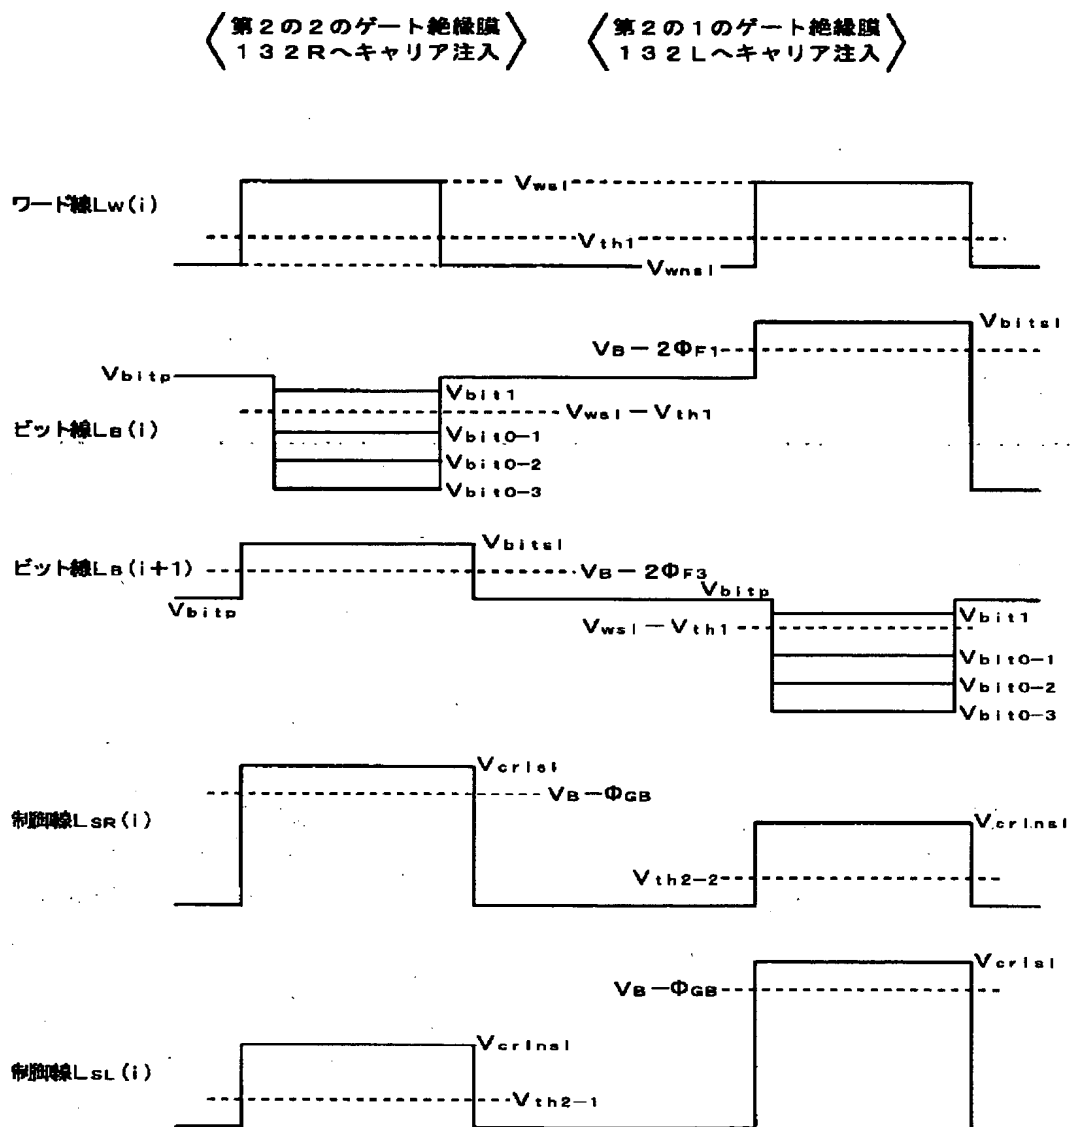 第2の2のゲート絶縁膜
132Rへキャリア注入
第2の1のゲート絶縁膜
132Lへキャリア注入
ワード線LW(i)
Vwsl
Vth1
Vwnsl
ビット線LB(i)
Vbitp
Vbit1
Vwsl－Vth1
Vbit0-1
Vbit0-2
Vbit0-3
VB－2ΦF1
Vbitsl
ビット線LB(i+1)
Vbitp
Vbitsl
VB－2ΦF3
Vbitp
Vwsl－Vth1
Vbit1
Vbit0-1
Vbit0-2
Vbit0-3
制御線LSR(i)
Vcrlsl
VB－ΦGB
Vcrlnsl
Vth2-2
制御線LSL(i)
Vcrlnsl
Vth2-1
Vcrlsl
VB－ΦGB